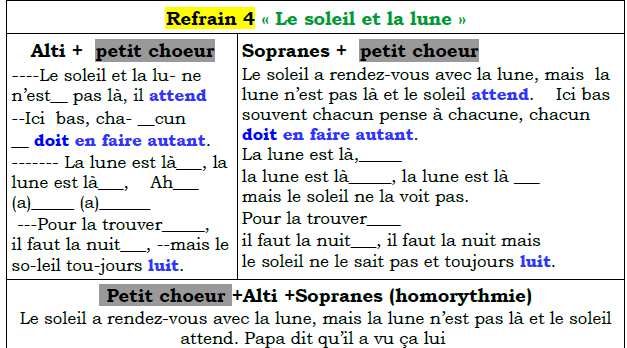 Refrain 4 « Le soleil et la lune »
Alti + petit choeur
----Le soleil et la lu- ne
n'est__ pas là, il attend
--Ici bas, cha- __cun
__ doit en faire autant.
------- La lune est là___, la
lune est là___, Ah___
(a)_____ (a)______
---Pour la trouver_____,
il faut la nuit___, --mais le
so-leil tou-jours luit.
Sopranes + petit choeur
Le soleil a rendez-vous avec la lune, mais la
lune n'est pas là et le soleil attend. Ici bas
souvent chacun pense à chacune, chacun
doit en faire autant.
La lune est là,_____
la lune est là_____, la lune est là ___
mais le soleil ne la voit pas.
Pour la trouver____
il faut la nuit___, il faut la nuit mais
le soleil ne le sait pas et toujours luit.
Petit choeur +Alti +Sopranes (homorythmie)
Le soleil a rendez-vous avec la lune, mais la lune n'est pas là et le soleil
attend. Papa dit qu'il a vu ça lui